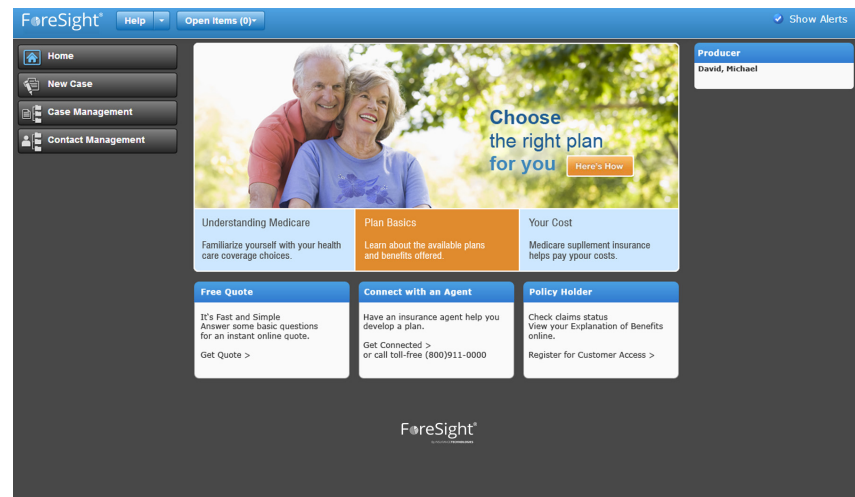 ForeSight®
Help
Open Items (0)
Show Alerts
Home
New Case
Case Management
Contact Management
Choose
the right plan
for you
Here's How
Producer
David, Michael
Understanding Medicare
Familiarize yourself with your health
care coverage choices.
Plan Basics
Learn about the available plans
and benefits offered.
Your Cost
Medicare supllement insurance
helps pay ypour costs.
Free Quote
It's Fast and Simple
Answer some basic questions
for an instant online quote.
Get Quote >
Connect with an Agent
Have an insurance agent help you
develop a plan.
Get Connected >
or call toll-free (800)911-0000
Policy Holder
Check claims status
View your Explanation of Benefits
online.
Register for Customer Access >
ForeSight®